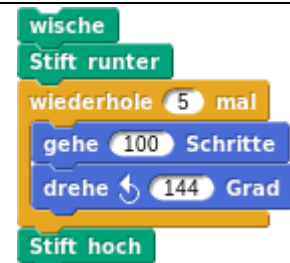 wische
Stift runter
wiederhole 5 mal
gehe 100 Schritte
drehe 144 Grad
Stift hoch